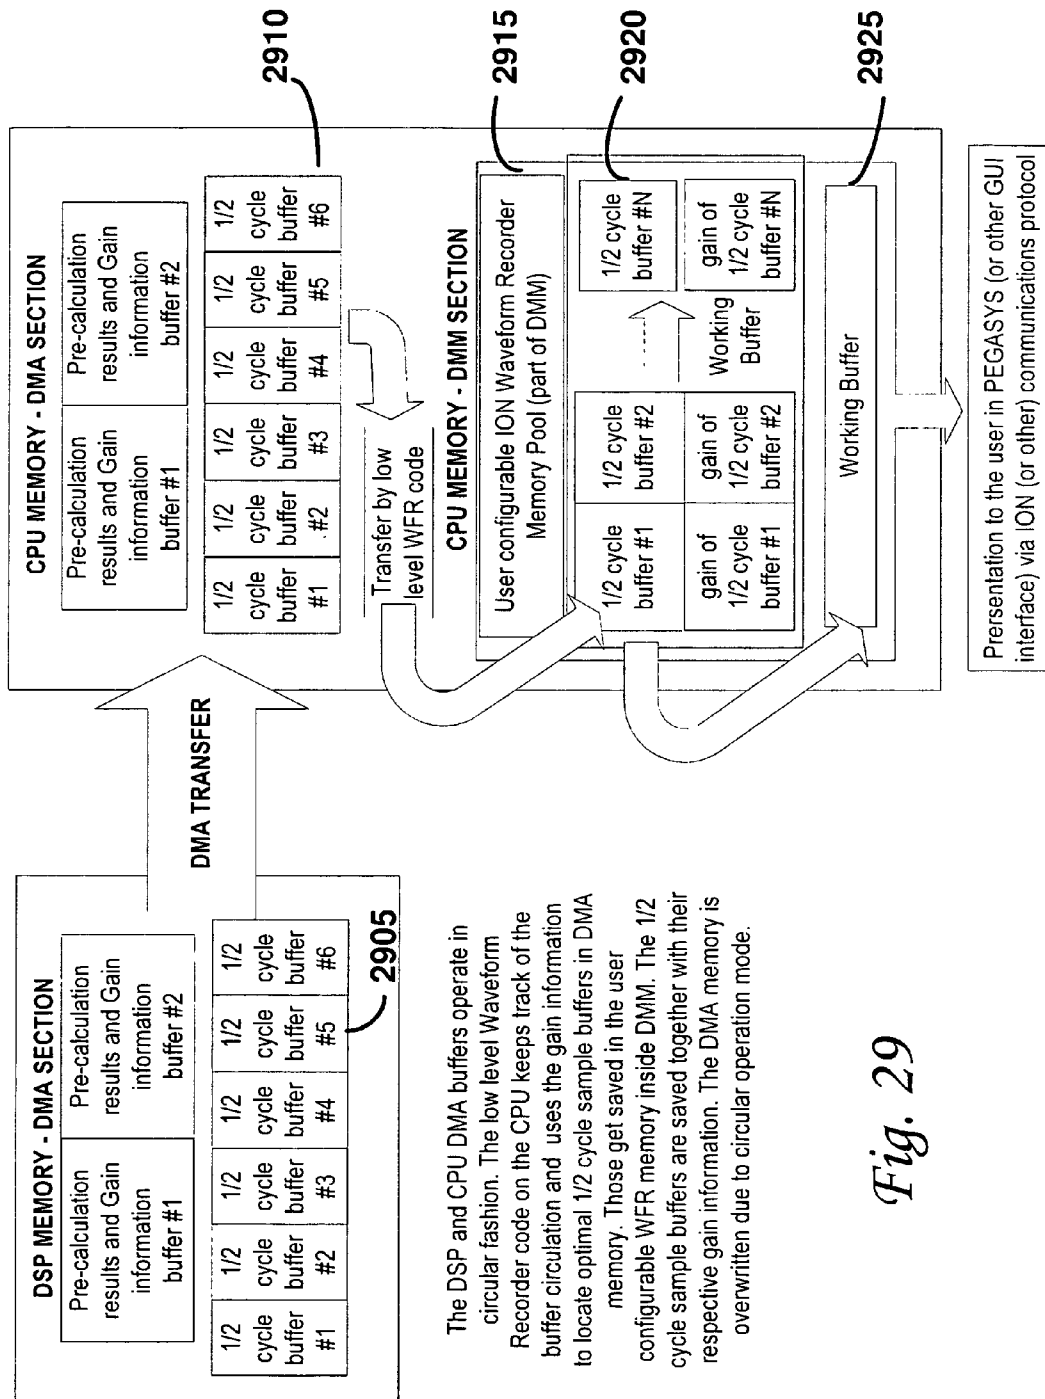 DSP MEMORY - DMA SECTION
Pre-calculation
results and Gain
information
buffer #1
Pre-calculation
results and Gain
information
buffer #2
1/2
cycle
buffer
#1
1/2
cycle
buffer
#2
1/2
cycle
buffer
#3
1/2
cycle
buffer
#4
1/2
cycle
buffer
#5
1/2
cycle
buffer
#6
2905
DMA TRANSFER
CPU MEMORY - DMA SECTION
Pre-calculation
results and Gain
information
buffer #1
Pre-calculation
results and Gain
information
buffer #2
1/2
cycle
buffer
#1
1/2
cycle
buffer
.#2
1/2
cycle
buffer
#3
1/2
cycle
buffer
#4
1/2
cycle
buffer
#5
1/2
cycle
buffer
#6
2910
Transfer by low
level WFR code
CPU MEMORY - DMM SECTION
User configurable ION Waveform Recorder
Memory Pool (part of DMM)
2915
1/2 cycle
buffer #1
1/2 cycle
buffer #2
1/2 cycle
buffer #N
2920
gain of
1/2 cycle
buffer #1
gain of
1/2 cycle
buffer #2
Working
Buffer
gain of
1/2 cycle
buffer #N
Working Buffer
2925
Prersentation to the user in PEGASYS (or other GUI
interface) via ION (or other) communications protocol
The DSP and CPU DMA buffers operate in
circular fashion. The low level Waveform
Recorder code on the CPU keeps track of the
buffer circulation and uses the gain information
to locate optimal 1/2 cycle sample buffers in DMA
memory. Those get saved in the user
configurable WFR memory inside DMM. The 1/2
cycle sample buffers are saved together with their
respective gain information. The DMA memory is
overwritten due to circular operation mode.
Fig. 29